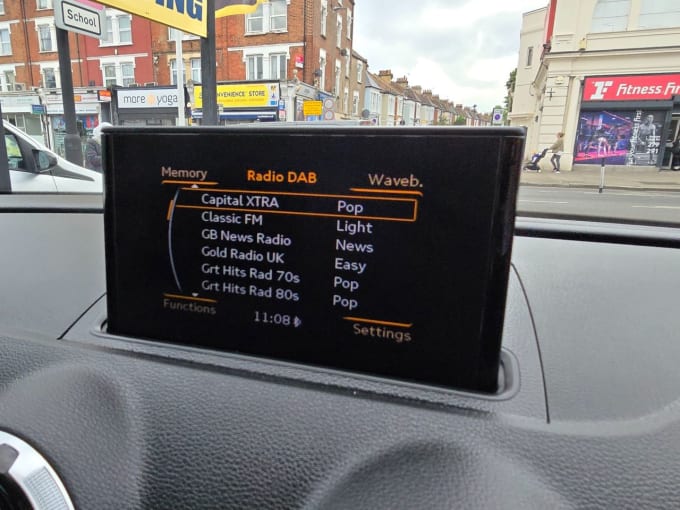 School
ING
more yoga
CONVENIENCE STORE
Fitness Fir
Memory Radio DAB Waveb.
Capital XTRA Pop
Classic FM Light
GB News Radio News
Gold Radio UK Easy
Grt Hits Rad 70s Pop
Grt Hits Rad 80s Pop
Functions 11:08 Settings